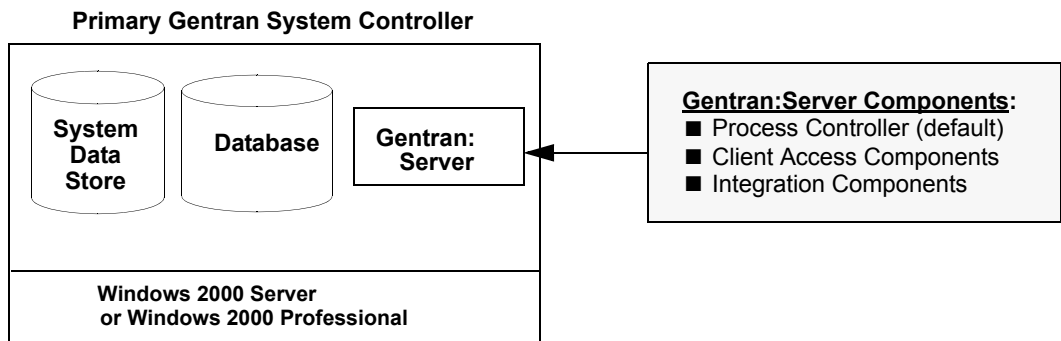 Primary Gentran System Controller
System
Data
Store
Database
Gentran:
Server
Gentran:Server Components:
■ Process Controller (default)
■ Client Access Components
■ Integration Components
Windows 2000 Server
or Windows 2000 Professional